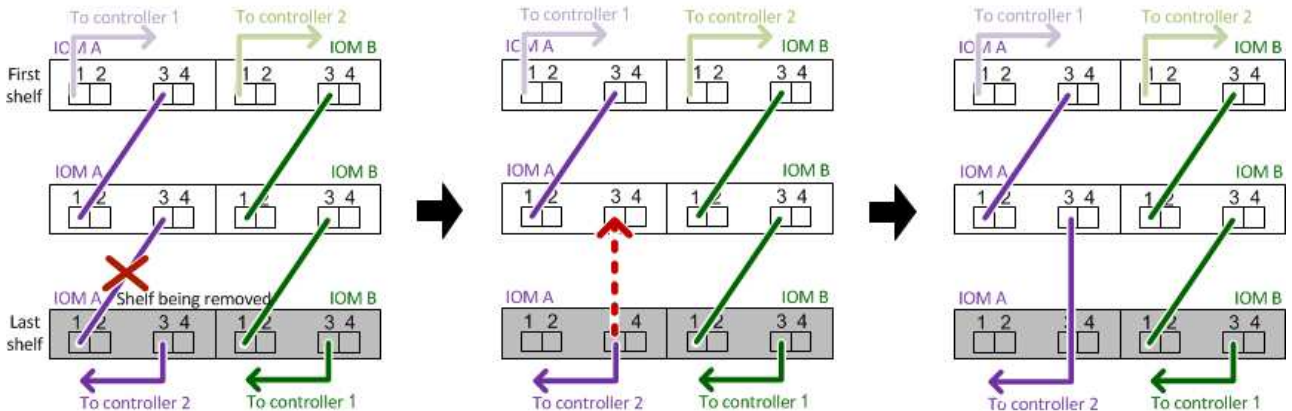 To controller 1 To controller 2 To controller 1 To controller 2 To controller 1 To controller 2
IOM A IOM B IOM A IOM B IOM A IOM B
First shelf
1 2 3 4 1 2 3 4 1 2 3 4 1 2 3 4 1 2 3 4 1 2 3 4
IOM A IOM B IOM A IOM B IOM A IOM B
1 2 3 4 1 2 3 4 1 2 3 4 1 2 3 4 1 2 3 4 1 2 3 4
IOM A Shelf being removed IOM B IOM A IOM B IOM A IOM B
Last shelf
1 2 3 4 1 2 3 4 1 2 4 1 2 3 4 1 2 3 4 1 2 3 4
To controller 2 To controller 1 To controller 2 To controller 1 To controller 2 To controller 1